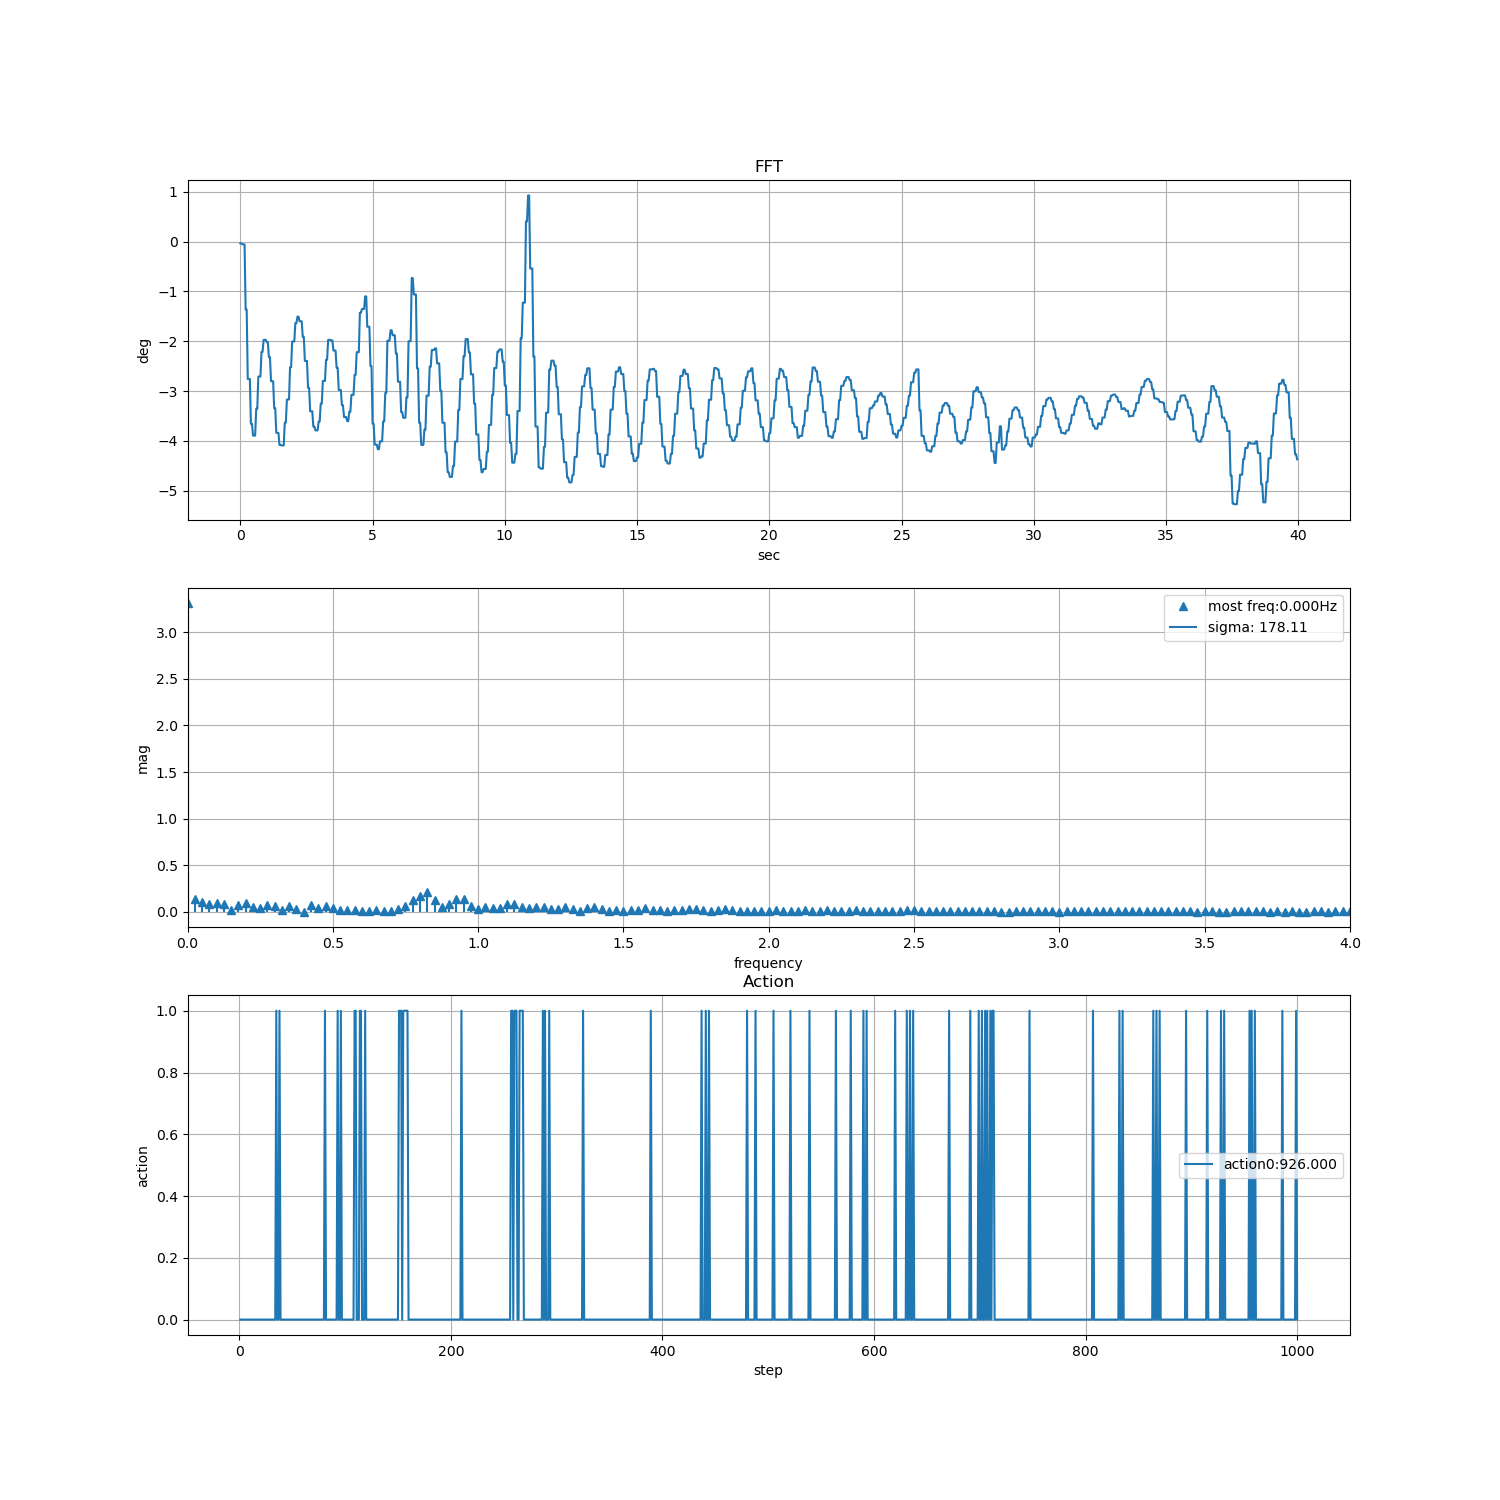 FFT
1
0
−1
−2
−3
−4
−5
deg
0 5 10 15 20 25 30 35 40
sec
most freq:0.000Hz
sigma: 178.11
3.0
2.5
2.0
1.5
1.0
0.5
0.0
mag
0.0 0.5 1.0 1.5 2.0 2.5 3.0 3.5 4.0
frequency
Action
1.0
0.8
0.6
0.4
0.2
0.0
action
action0:926.000
0 200 400 600 800 1000
step